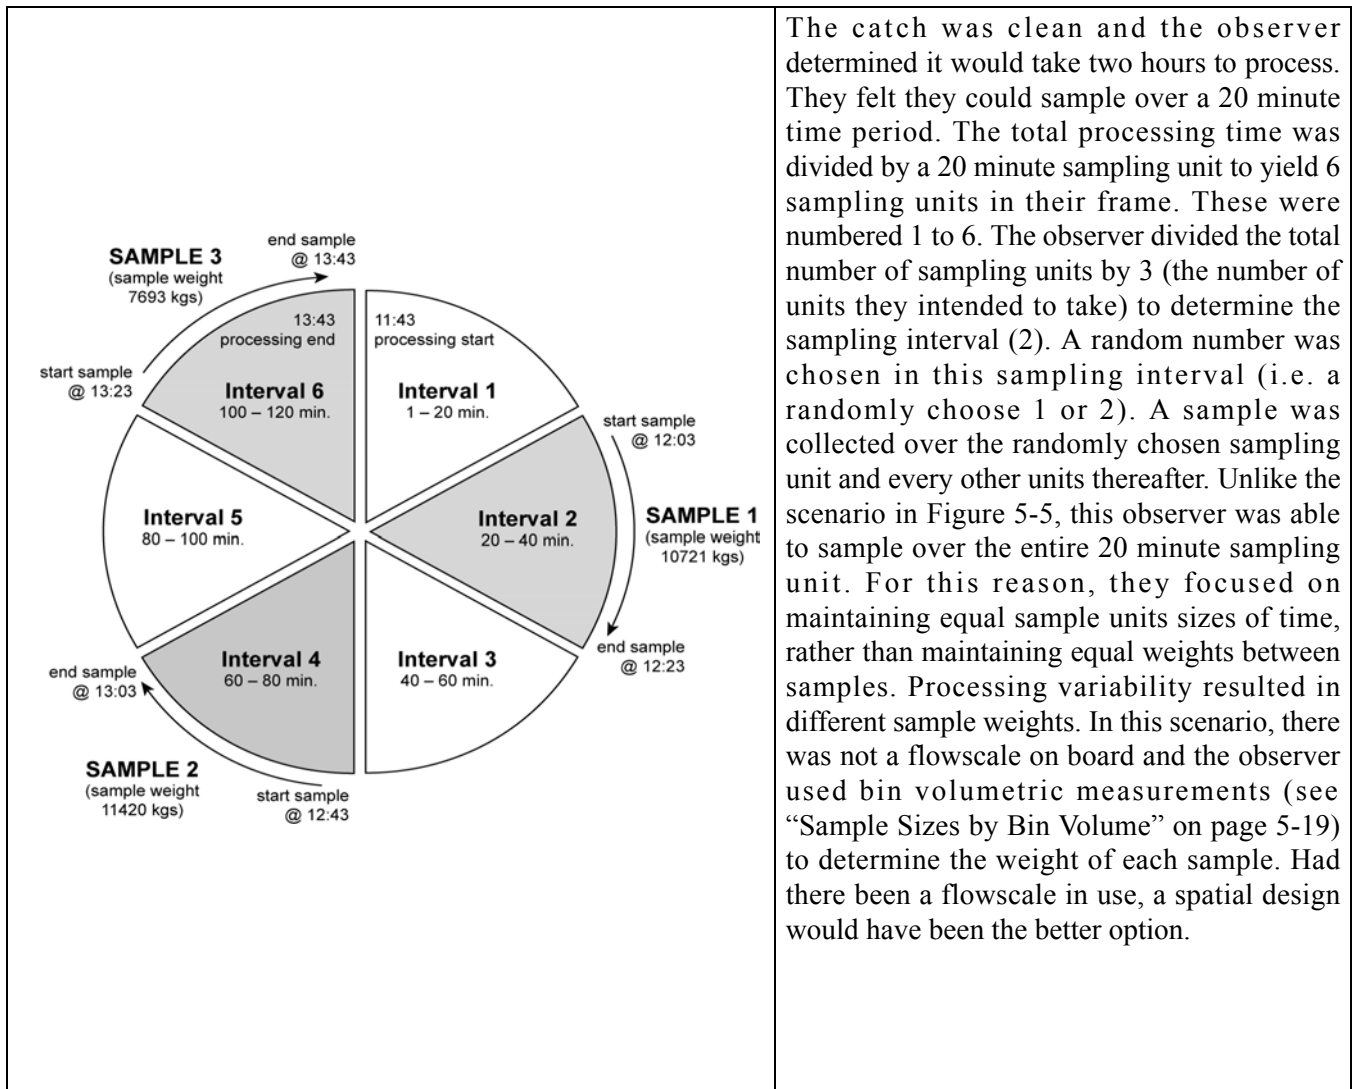 SAMPLE 3
(sample weight
7693 kgs)
end sample
@ 13:43
start sample
@ 13:23
13:43
processing end
Interval 6
100 – 120 min.
11:43
processing start
Interval 1
1 – 20 min.
start sample
@ 12:03
Interval 2
20 – 40 min.
SAMPLE 1
(sample weight
10721 kgs)
end sample
@ 12:23
Interval 3
40 – 60 min.
Interval 5
80 – 100 min.
Interval 4
60 – 80 min.
end sample
@ 13:03
SAMPLE 2
(sample weight
11420 kgs)
start sample
@ 12:43
The catch was clean and the observer
determined it would take two hours to process.
They felt they could sample over a 20 minute
time period. The total processing time was
divided by a 20 minute sampling unit to yield 6
sampling units in their frame. These were
numbered 1 to 6. The observer divided the total
number of sampling units by 3 (the number of
units they intended to take) to determine the
sampling interval (2). A random number was
chosen in this sampling interval (i.e. a
randomly choose 1 or 2). A sample was
collected over the randomly chosen sampling
unit and every other units thereafter. Unlike the
scenario in Figure 5-5, this observer was able
to sample over the entire 20 minute sampling
unit. For this reason, they focused on
maintaining equal sample units sizes of time,
rather than maintaining equal weights between
samples. Processing variability resulted in
different sample weights. In this scenario, there
was not a flowscale on board and the observer
used bin volumetric measurements (see
“Sample Sizes by Bin Volume” on page 5-19)
to determine the weight of each sample. Had
there been a flowscale in use, a spatial design
would have been the better option.